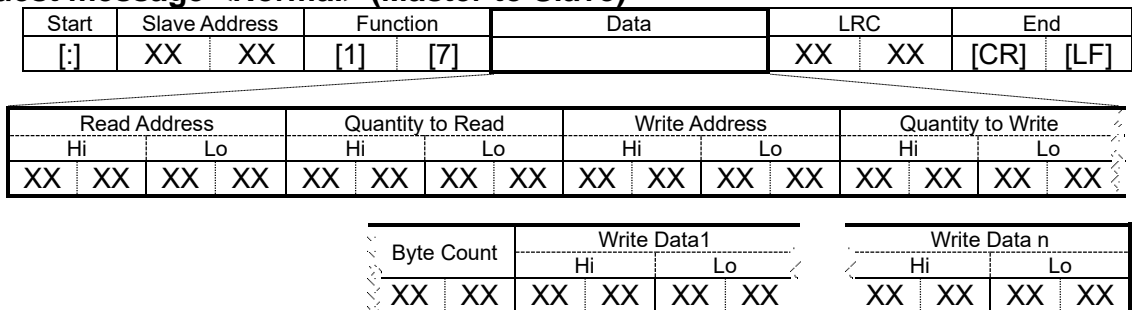 Message Normal (Master to Slave)
Start Slave Address Function Data LRC End
[:] XX XX [1] [7] XX XX [CR] [LF]
Read Address Quantity to Read Write Address Quantity to Write
Hi Lo Hi Lo Hi Lo Hi Lo
XX XX XX XX XX XX XX XX XX XX XX XX XX XX XX XX
Byte Count Write Data1 Write Data n
Hi Lo Hi Lo
XX XX XX XX XX XX XX XX XX XX